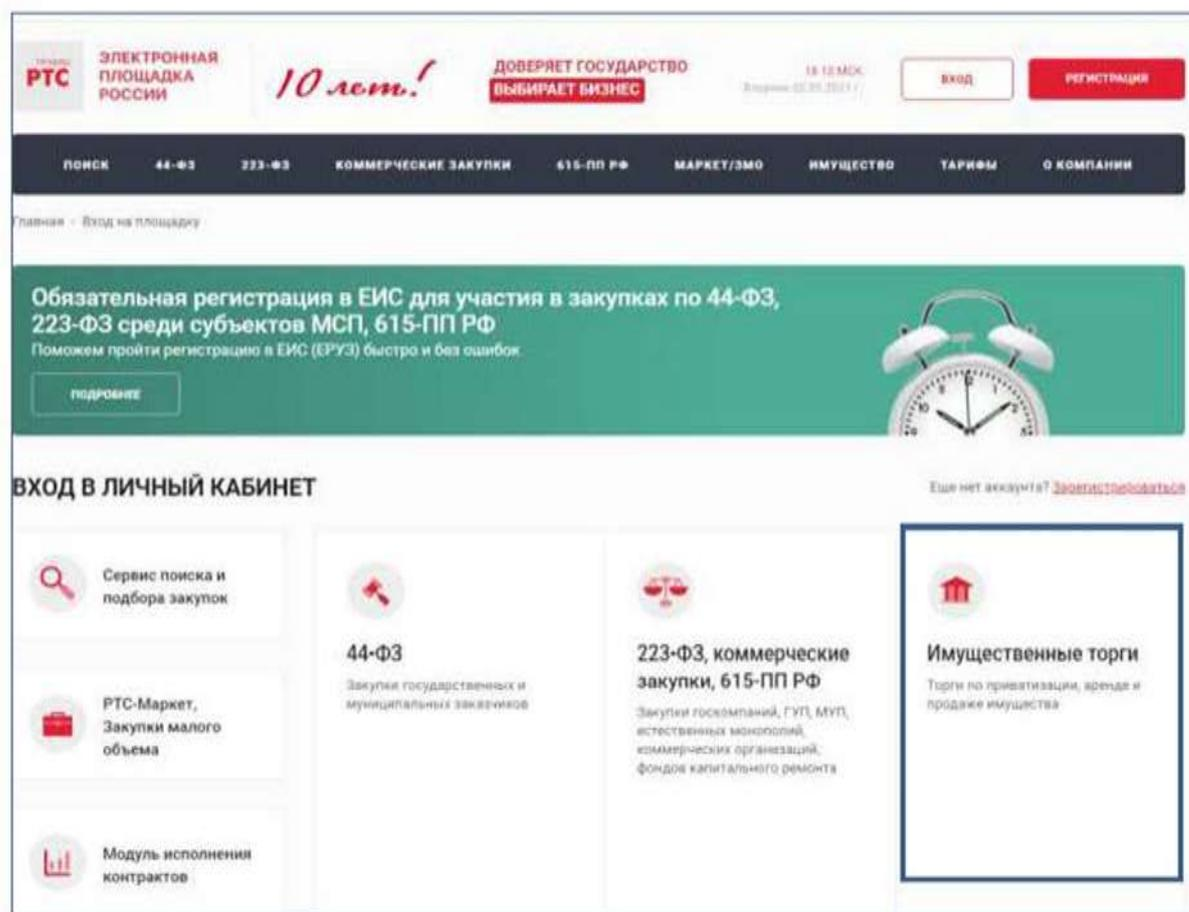 РТС
ЭЛЕКТРОННАЯ
ПЛОЩАДКА
РОССИИ
10 лет!
ДОВЕРЯЕТ ГОСУДАРСТВО
ВЫБИРАЕТ БИЗНЕС
МСК
ВХОД
РЕГИСТРАЦИЯ
ПОИСК 44-ФЗ 223-ФЗ КОММЕРЧЕСКИЕ ЗАКУПКИ 615-ПП РФ МАРКЕТ/ЗМО ИМУЩЕСТВО ТАРИФЫ О КОМПАНИИ
Главная Вход на площадку
Обязательная регистрация в ЕИС для участия в закупках по 44-ФЗ,
223-ФЗ среди субъектов МСП, 615-ПП РФ
Поможем пройти регистрацию в ЕИС (ЕРУЗ) быстро и без ошибок
ПОДРОБНЕЕ
ВХОД В ЛИЧНЫЙ КАБИНЕТ
Еще нет аккаунта? Зарегистрироваться
Сервис поиска и
подбора закупок
РТС-Маркет,
Закупки малого
объема
Модуль исполнения
контрактов
44-ФЗ
Закупки государственных и
муниципальных заказчиков
223-ФЗ, коммерческие
закупки, 615-ПП РФ
Закупки госкомпаний, ГУП, МУП,
естественных монополий,
коммерческих организаций,
фондов капитального ремонта
Имущественные торги
Торги по приватизации, аренде и
продаже имущества